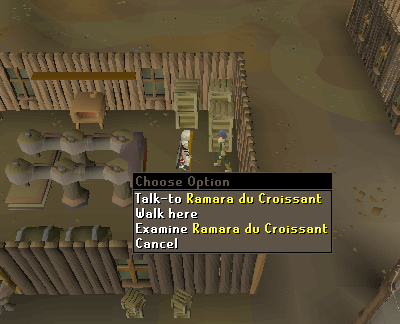 Choose Option
Talk-to Ramara du Croissant
Walk here
Examine Ramara du Croissant
Cancel